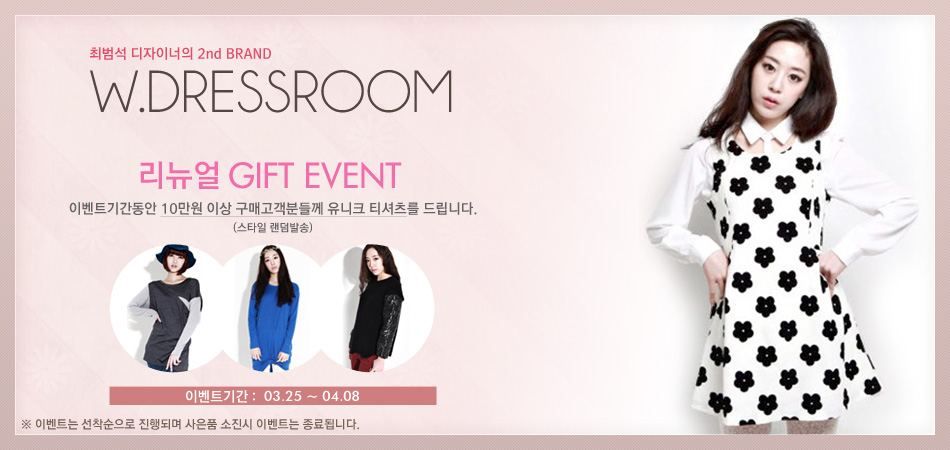 최범석 디자이너의 2nd BRAND
W.DRESSROOM
리뉴얼 GIFT EVENT
이벤트기간동안 10만원 이상 구매고객분들께 유니크 티셔츠를 드립니다.
(스타일 랜덤발송)
이벤트기간 : 03.25 ~ 04.08
※ 이벤트는 선착순으로 진행되며 사은품 소진시 이벤트는 종료됩니다.